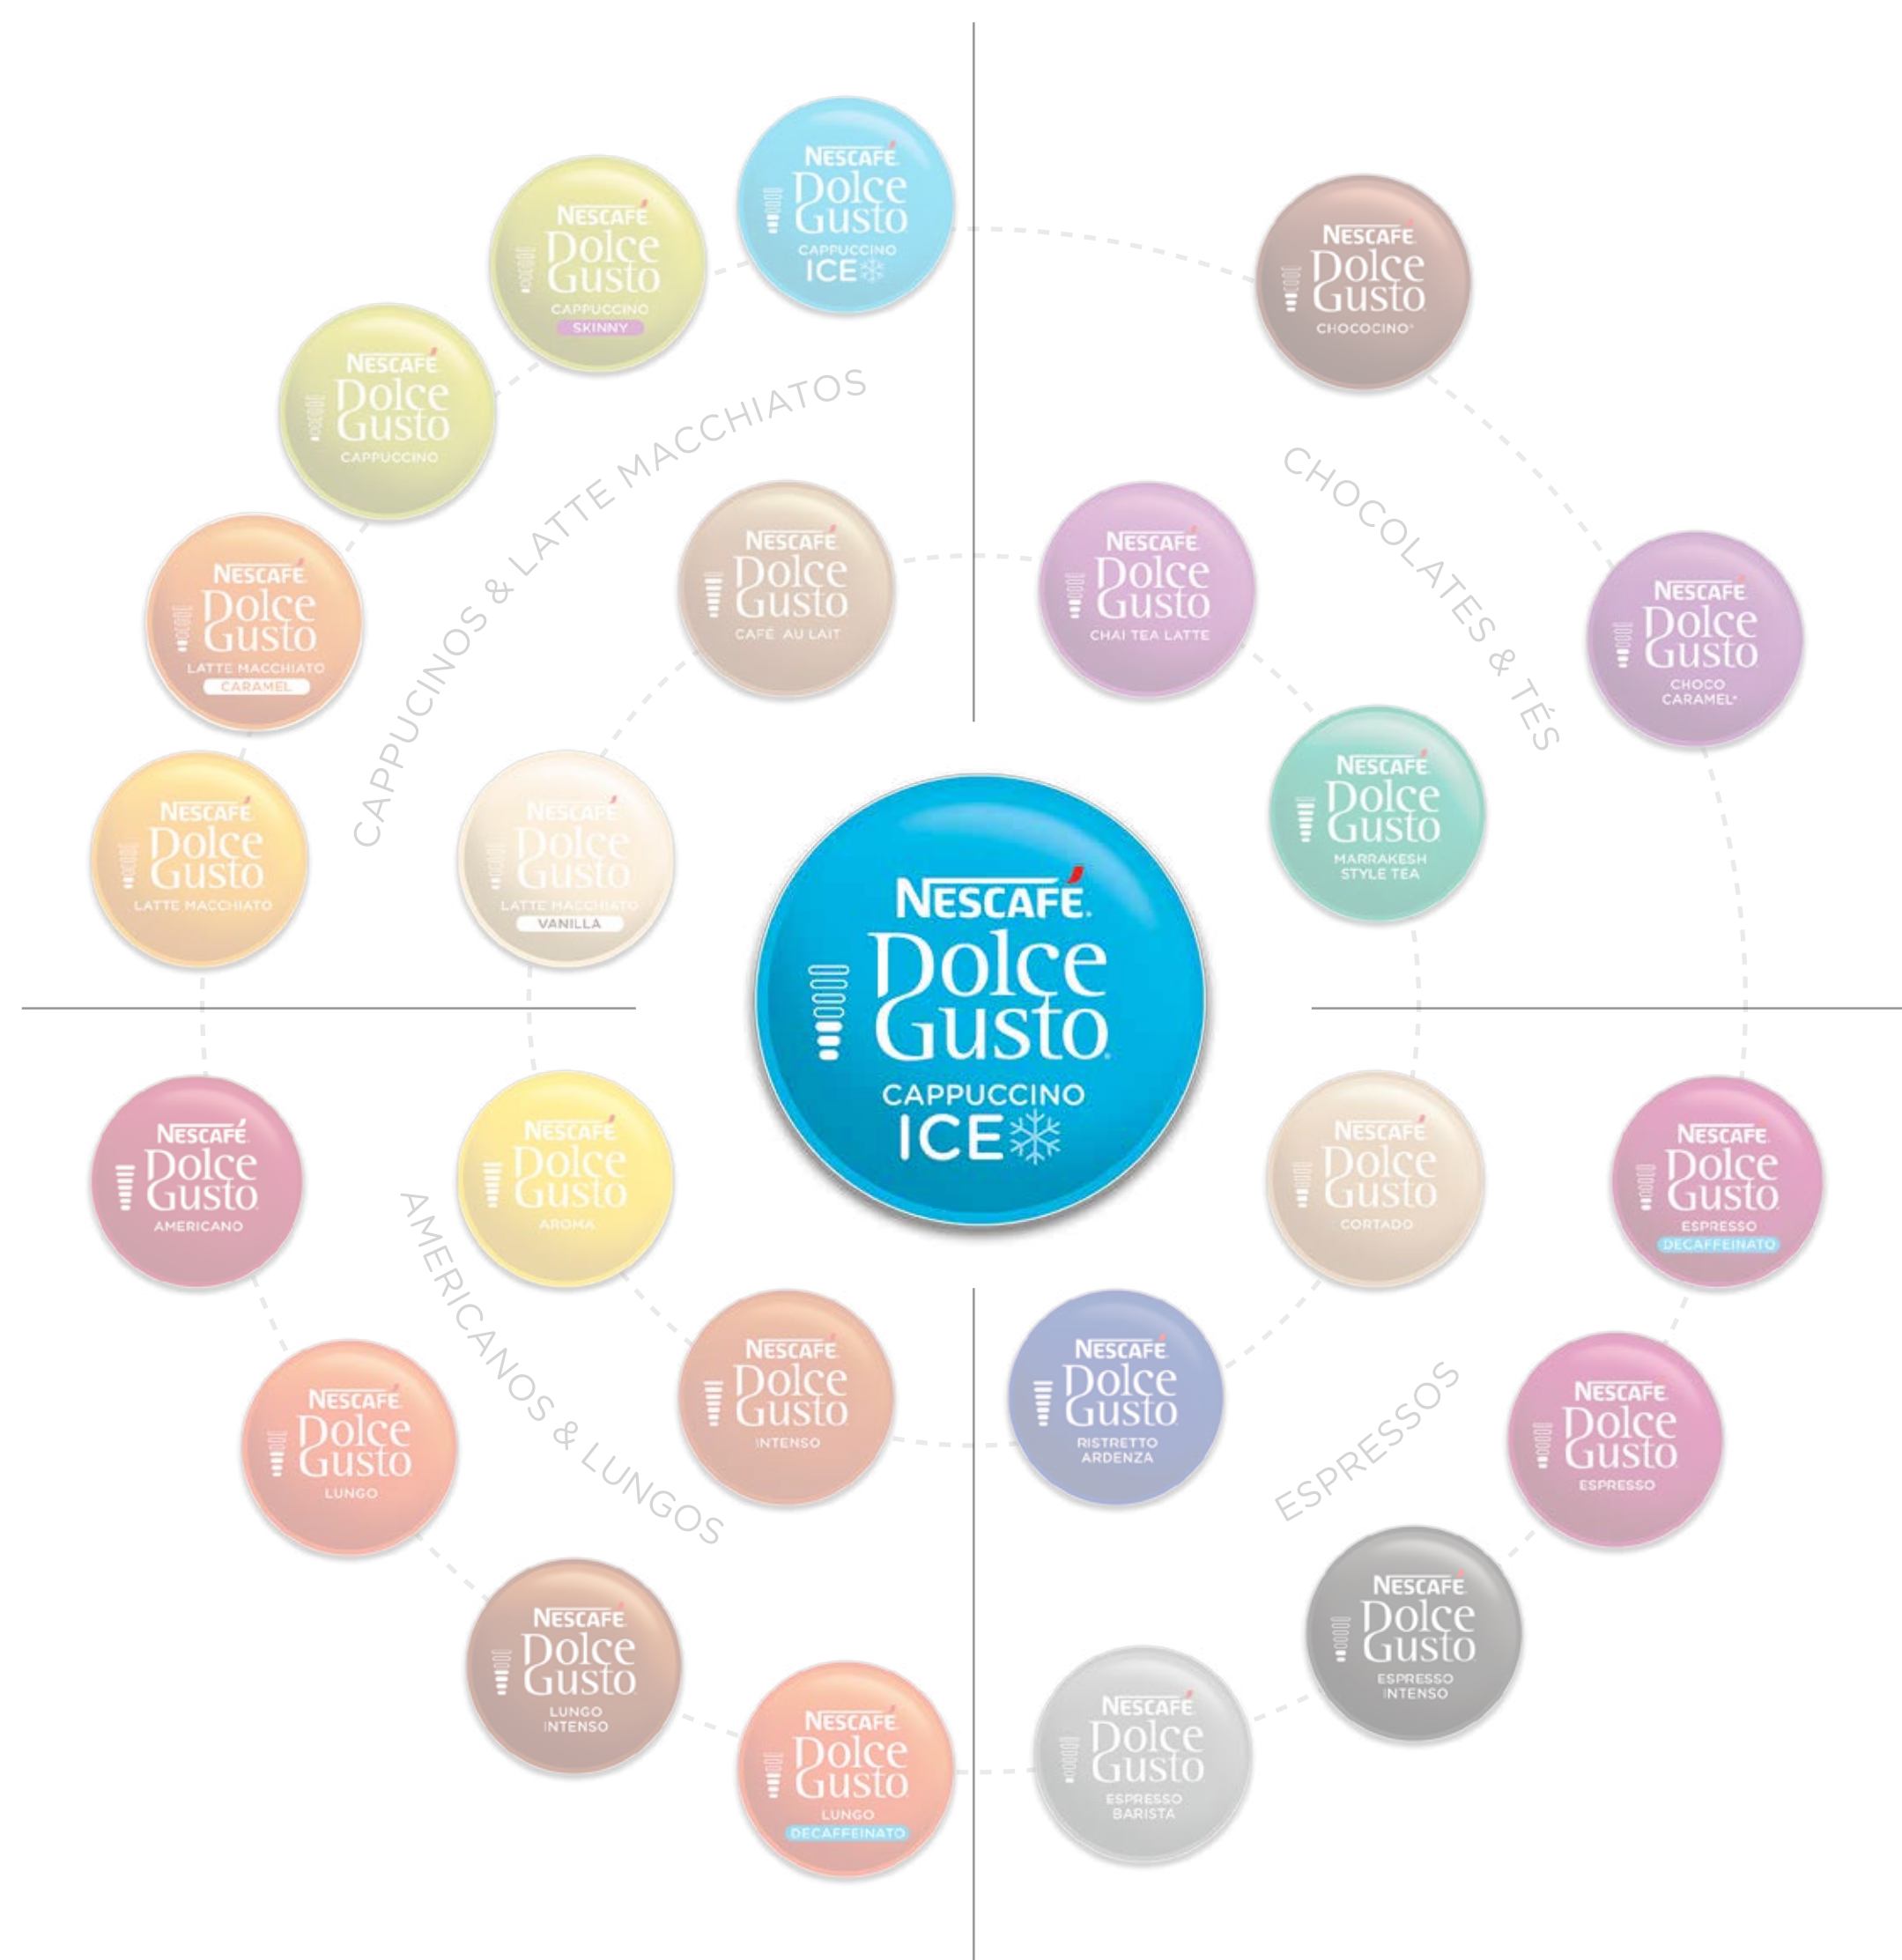 NESCAFÉ
Dolce
Gusto
CAPPUCCINO
ICE
NESCAFÉ
Dolce
Gusto
CAPPUCCINO
SKINNY
NESCAFÉ
Dolce
Gusto
CAPPUCCINO
NESCAFÉ
Dolce
Gusto
LATTE MACCHIATO
CARAMEL
NESCAFÉ
Dolce
Gusto
LATTE MACCHIATO
CAPPUCINOS & LATTE MACCHIATOS
NESCAFÉ
Dolce
Gusto
CAFÉ AU LAIT
NESCAFÉ
Dolce
Gusto
LATTE MACCHIATO
VANILLA
NESCAFÉ
Dolce
Gusto
CHOCOCINO®
NESCAFÉ
Dolce
Gusto
CHOCO
CARAMEL®
CHOCOLATES & TÉS
NESCAFÉ
Dolce
Gusto
CHAI TEA LATTE
NESCAFÉ
Dolce
Gusto
MARRAKESH
STYLE TEA
NESCAFÉ®
Dolce
Gusto®
CAPPUCCINO
ICE
NESCAFÉ
Dolce
Gusto
AMERICANO
NESCAFÉ
Dolce
Gusto
AROMA
NESCAFÉ
Dolce
Gusto
INTENSO
AMERICANOS & LUNGOS
NESCAFÉ
Dolce
Gusto
LUNGO
NESCAFÉ
Dolce
Gusto
LUNGO
INTENSO
NESCAFÉ
Dolce
Gusto
LUNGO
DECAFFEINATO
NESCAFÉ
Dolce
Gusto
CORTADO
NESCAFÉ
Dolce
Gusto
ESPRESSO
DECAFFEINATO
NESCAFÉ
Dolce
Gusto
RISTRETTO
ARDENZA
ESPRESSOS
NESCAFÉ
Dolce
Gusto
ESPRESSO
NESCAFÉ
Dolce
Gusto
ESPRESSO
INTENSO
NESCAFÉ
Dolce
Gusto
ESPRESSO
BARISTA